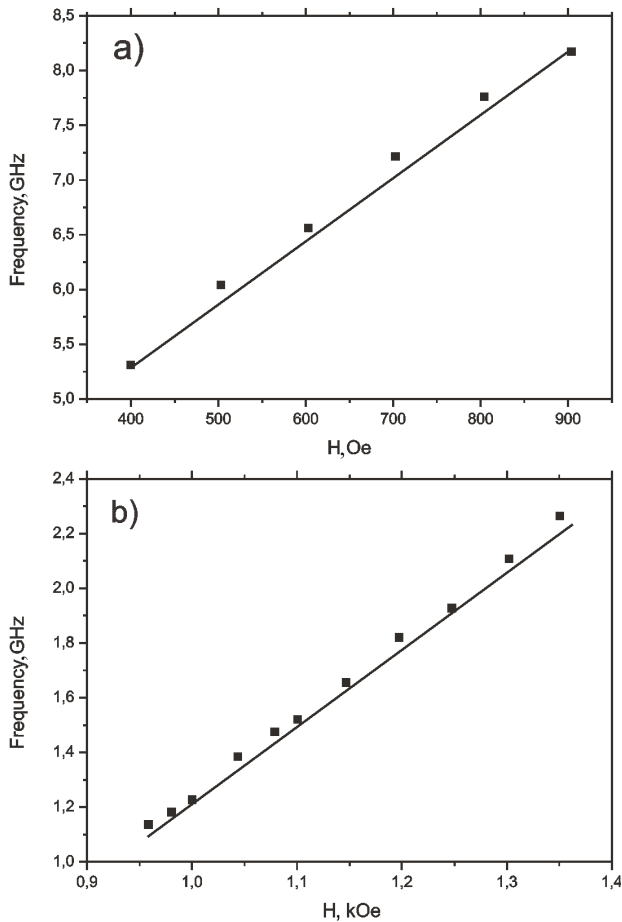 a)
8,5
8,0
7,5
7,0
6,5
6,0
5,5
5,0
Frequency,GHz
400 500 600 700 800 900
H,Oe
b)
2,4
2,2
2,0
1,8
1,6
1,4
1,2
1,0
Frequency,GHz
0,9 1,0 1,1 1,2 1,3 1,4
H, kOe